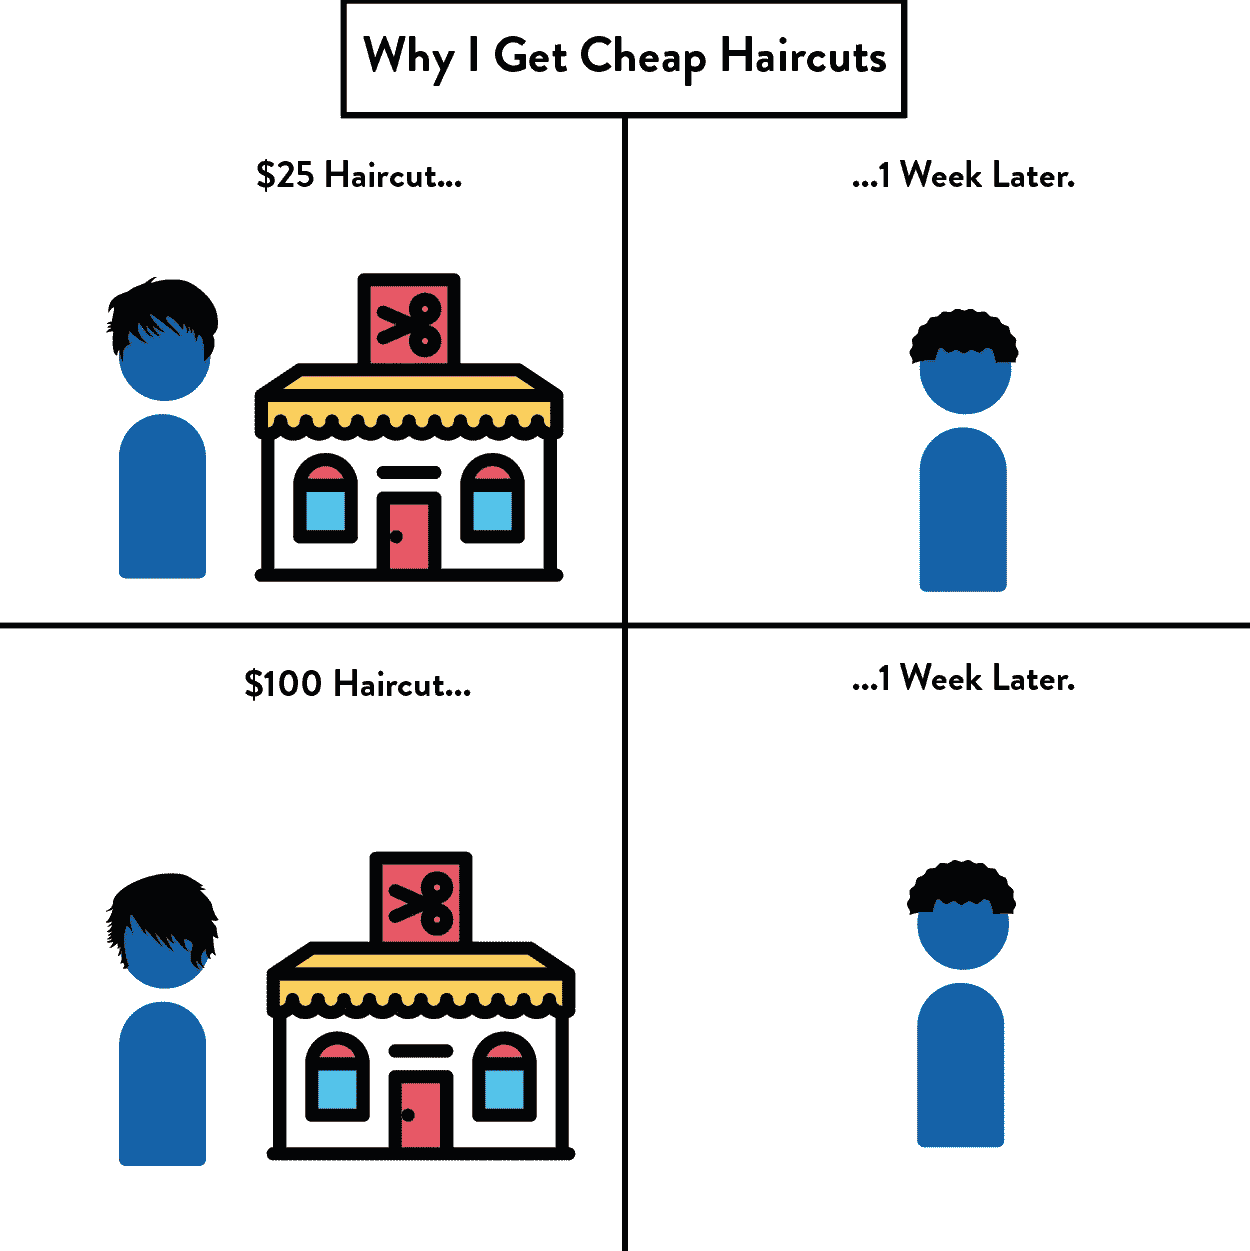 Why I Get Cheap Haircuts
$25 Haircut...
...1 Week Later.
$100 Haircut...
...1 Week Later.